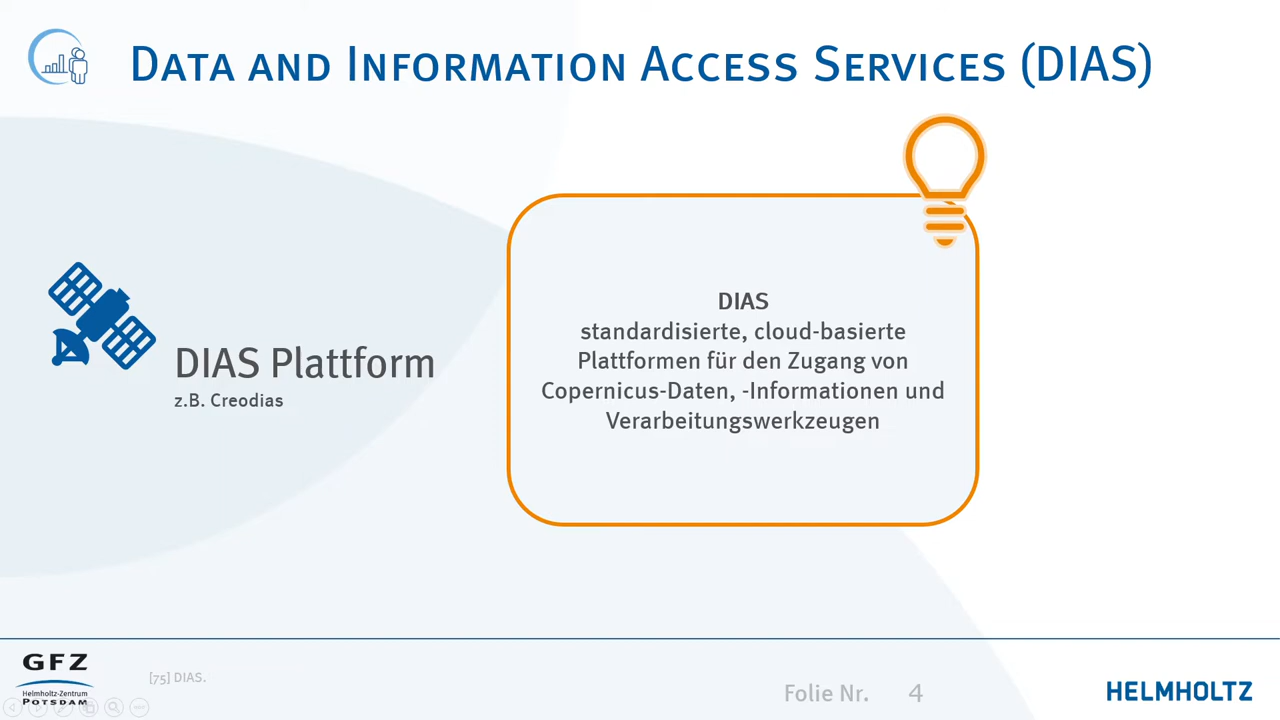 Data and Information Access Services (DIAS)
DIAS Plattform
z.B. Creodias
DIAS
standardisierte, cloud-basierte
Plattformen für den Zugang von
Copernicus-Daten, -Informationen und
Verarbeitungswerkzeugen
GFZ
Helmholtz-Zentrum
POTSDAM
[75] DIAS.
Folie Nr. 4
HELMHOLTZ